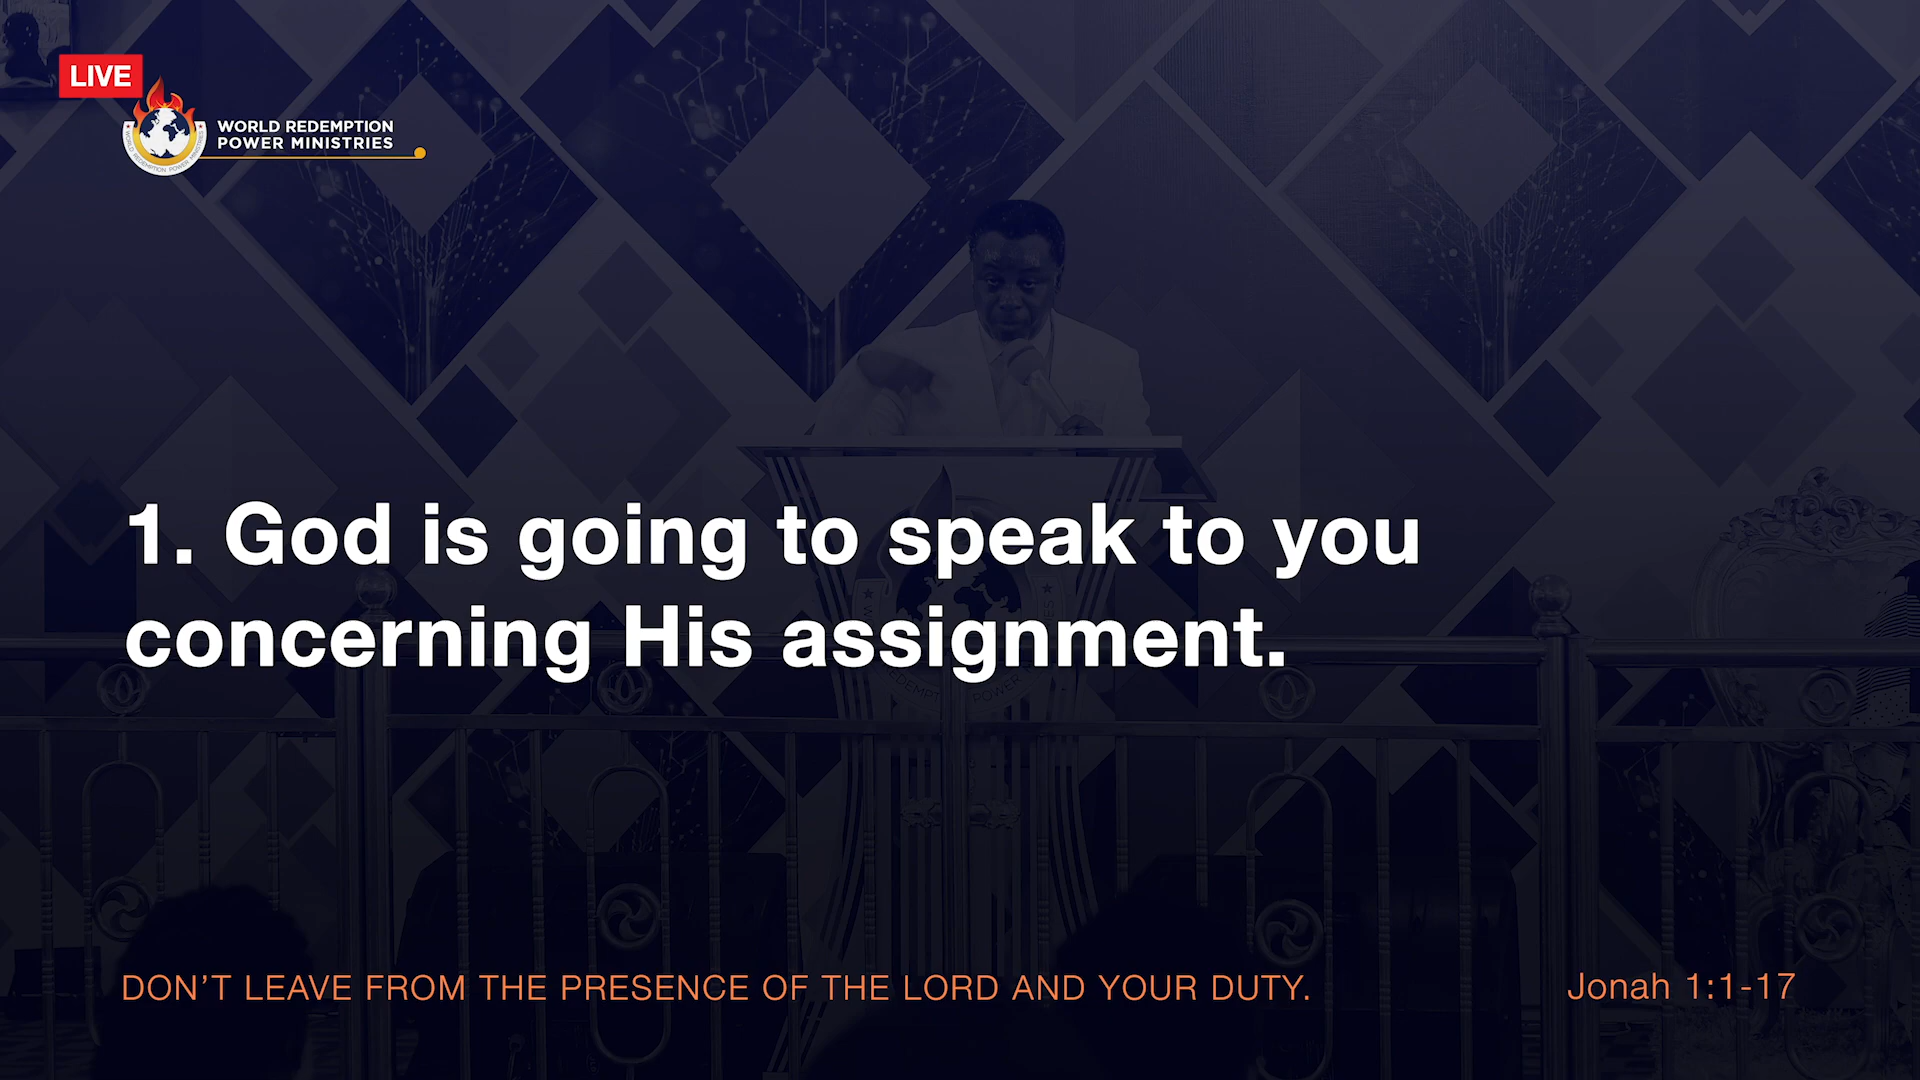 LIVE
WORLD REDEMPTION
POWER MINISTRIES
1. God is going to speak to you
concerning His assignment.
DON’T LEAVE FROM THE PRESENCE OF THE LORD AND YOUR DUTY.
Jonah 1:1-17